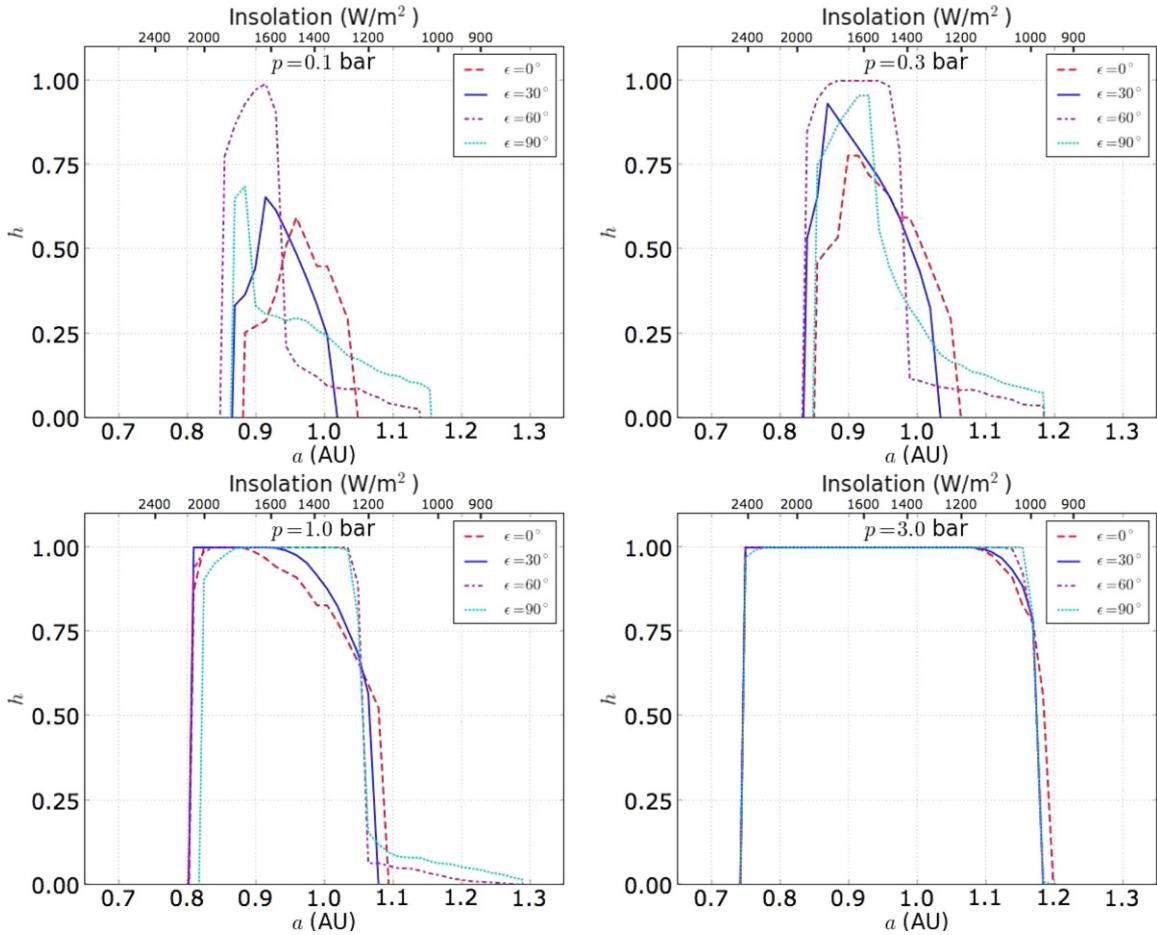 Insolation (W/m²)
2400 2000 1600 1400 1200 1000 900
p=0.1 bar
1.00
0.75
0.50
0.25
0.00
h
ϵ=0°
ϵ=30°
ϵ=60°
ϵ=90°
0.7 0.8 0.9 1.0 1.1 1.2 1.3
a (AU)
Insolation (W/m²)
2400 2000 1600 1400 1200 1000 900
p=0.3 bar
1.00
0.75
0.50
0.25
0.00
h
ϵ=0°
ϵ=30°
ϵ=60°
ϵ=90°
0.7 0.8 0.9 1.0 1.1 1.2 1.3
a (AU)
Insolation (W/m²)
2400 2000 1600 1400 1200 1000 900
p=1.0 bar
1.00
0.75
0.50
0.25
0.00
h
ϵ=0°
ϵ=30°
ϵ=60°
ϵ=90°
0.7 0.8 0.9 1.0 1.1 1.2 1.3
a (AU)
Insolation (W/m²)
2400 2000 1600 1400 1200 1000 900
p=3.0 bar
1.00
0.75
0.50
0.25
0.00
h
ϵ=0°
ϵ=30°
ϵ=60°
ϵ=90°
0.7 0.8 0.9 1.0 1.1 1.2 1.3
a (AU)